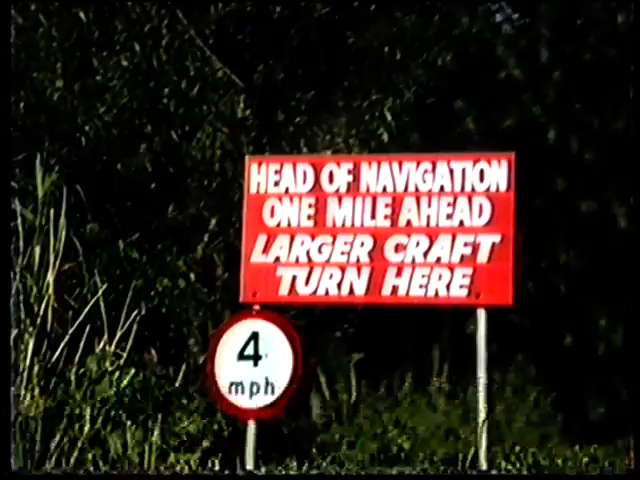 HEAD OF NAVIGATION
ONE MILE AHEAD
LARGER CRAFT
TURN HERE
4
mph